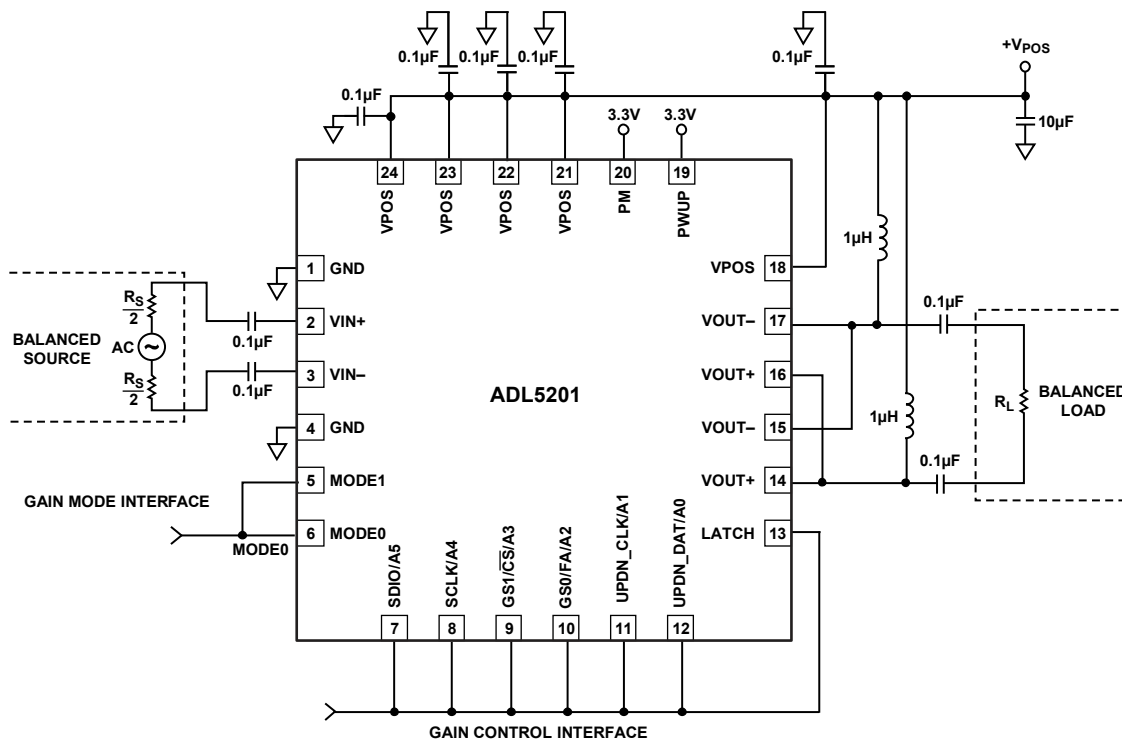 +VPOS
0.1µF
0.1µF
0.1µF
0.1µF
0.1µF
10µF
3.3V
3.3V
24
23
22
21
20
19
VPOS
VPOS
VPOS
VPOS
PM
PWUP
1 GND
2 VIN+
3 VIN–
4 GND
5 MODE1
6 MODE0
BALANCED
SOURCE
RS
2
AC
RS
2
0.1µF
0.1µF
GAIN MODE INTERFACE
MODE0
ADL5201
VPOS 18
VOUT– 17
VOUT+ 16
VOUT– 15
VOUT+ 14
LATCH 13
1µH
1µH
0.1µF
0.1µF
RL
BALANCED
LOAD
SDIO/A5
SCLK/A4
GS1/CS/A3
GS0/FA/A2
UPDN_CLK/A1
UPDN_DAT/A0
7
8
9
10
11
12
GAIN CONTROL INTERFACE